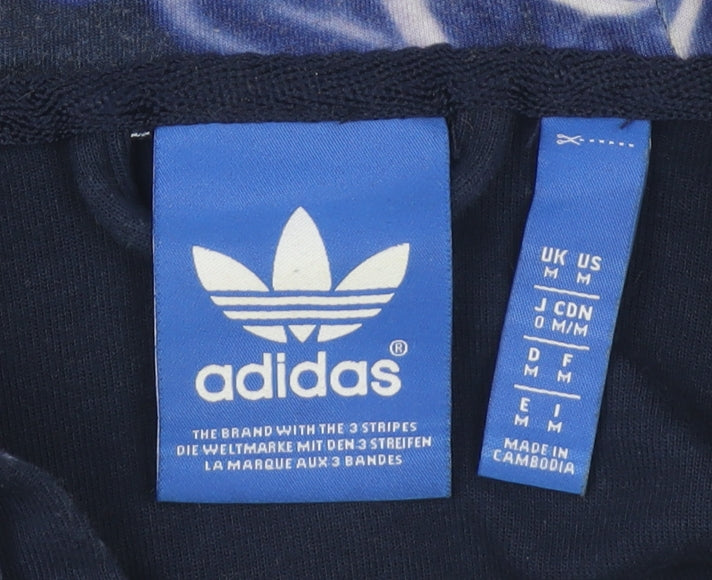 adidas®
THE BRAND WITH THE 3 STRIPES
DIE WELTMARKE MIT DEN 3 STREIFEN
LA MARQUE AUX 3 BANDES
UK US
M M
J CDN
O M/M
D F
M M
E I
M M
MADE IN
CAMBODIA